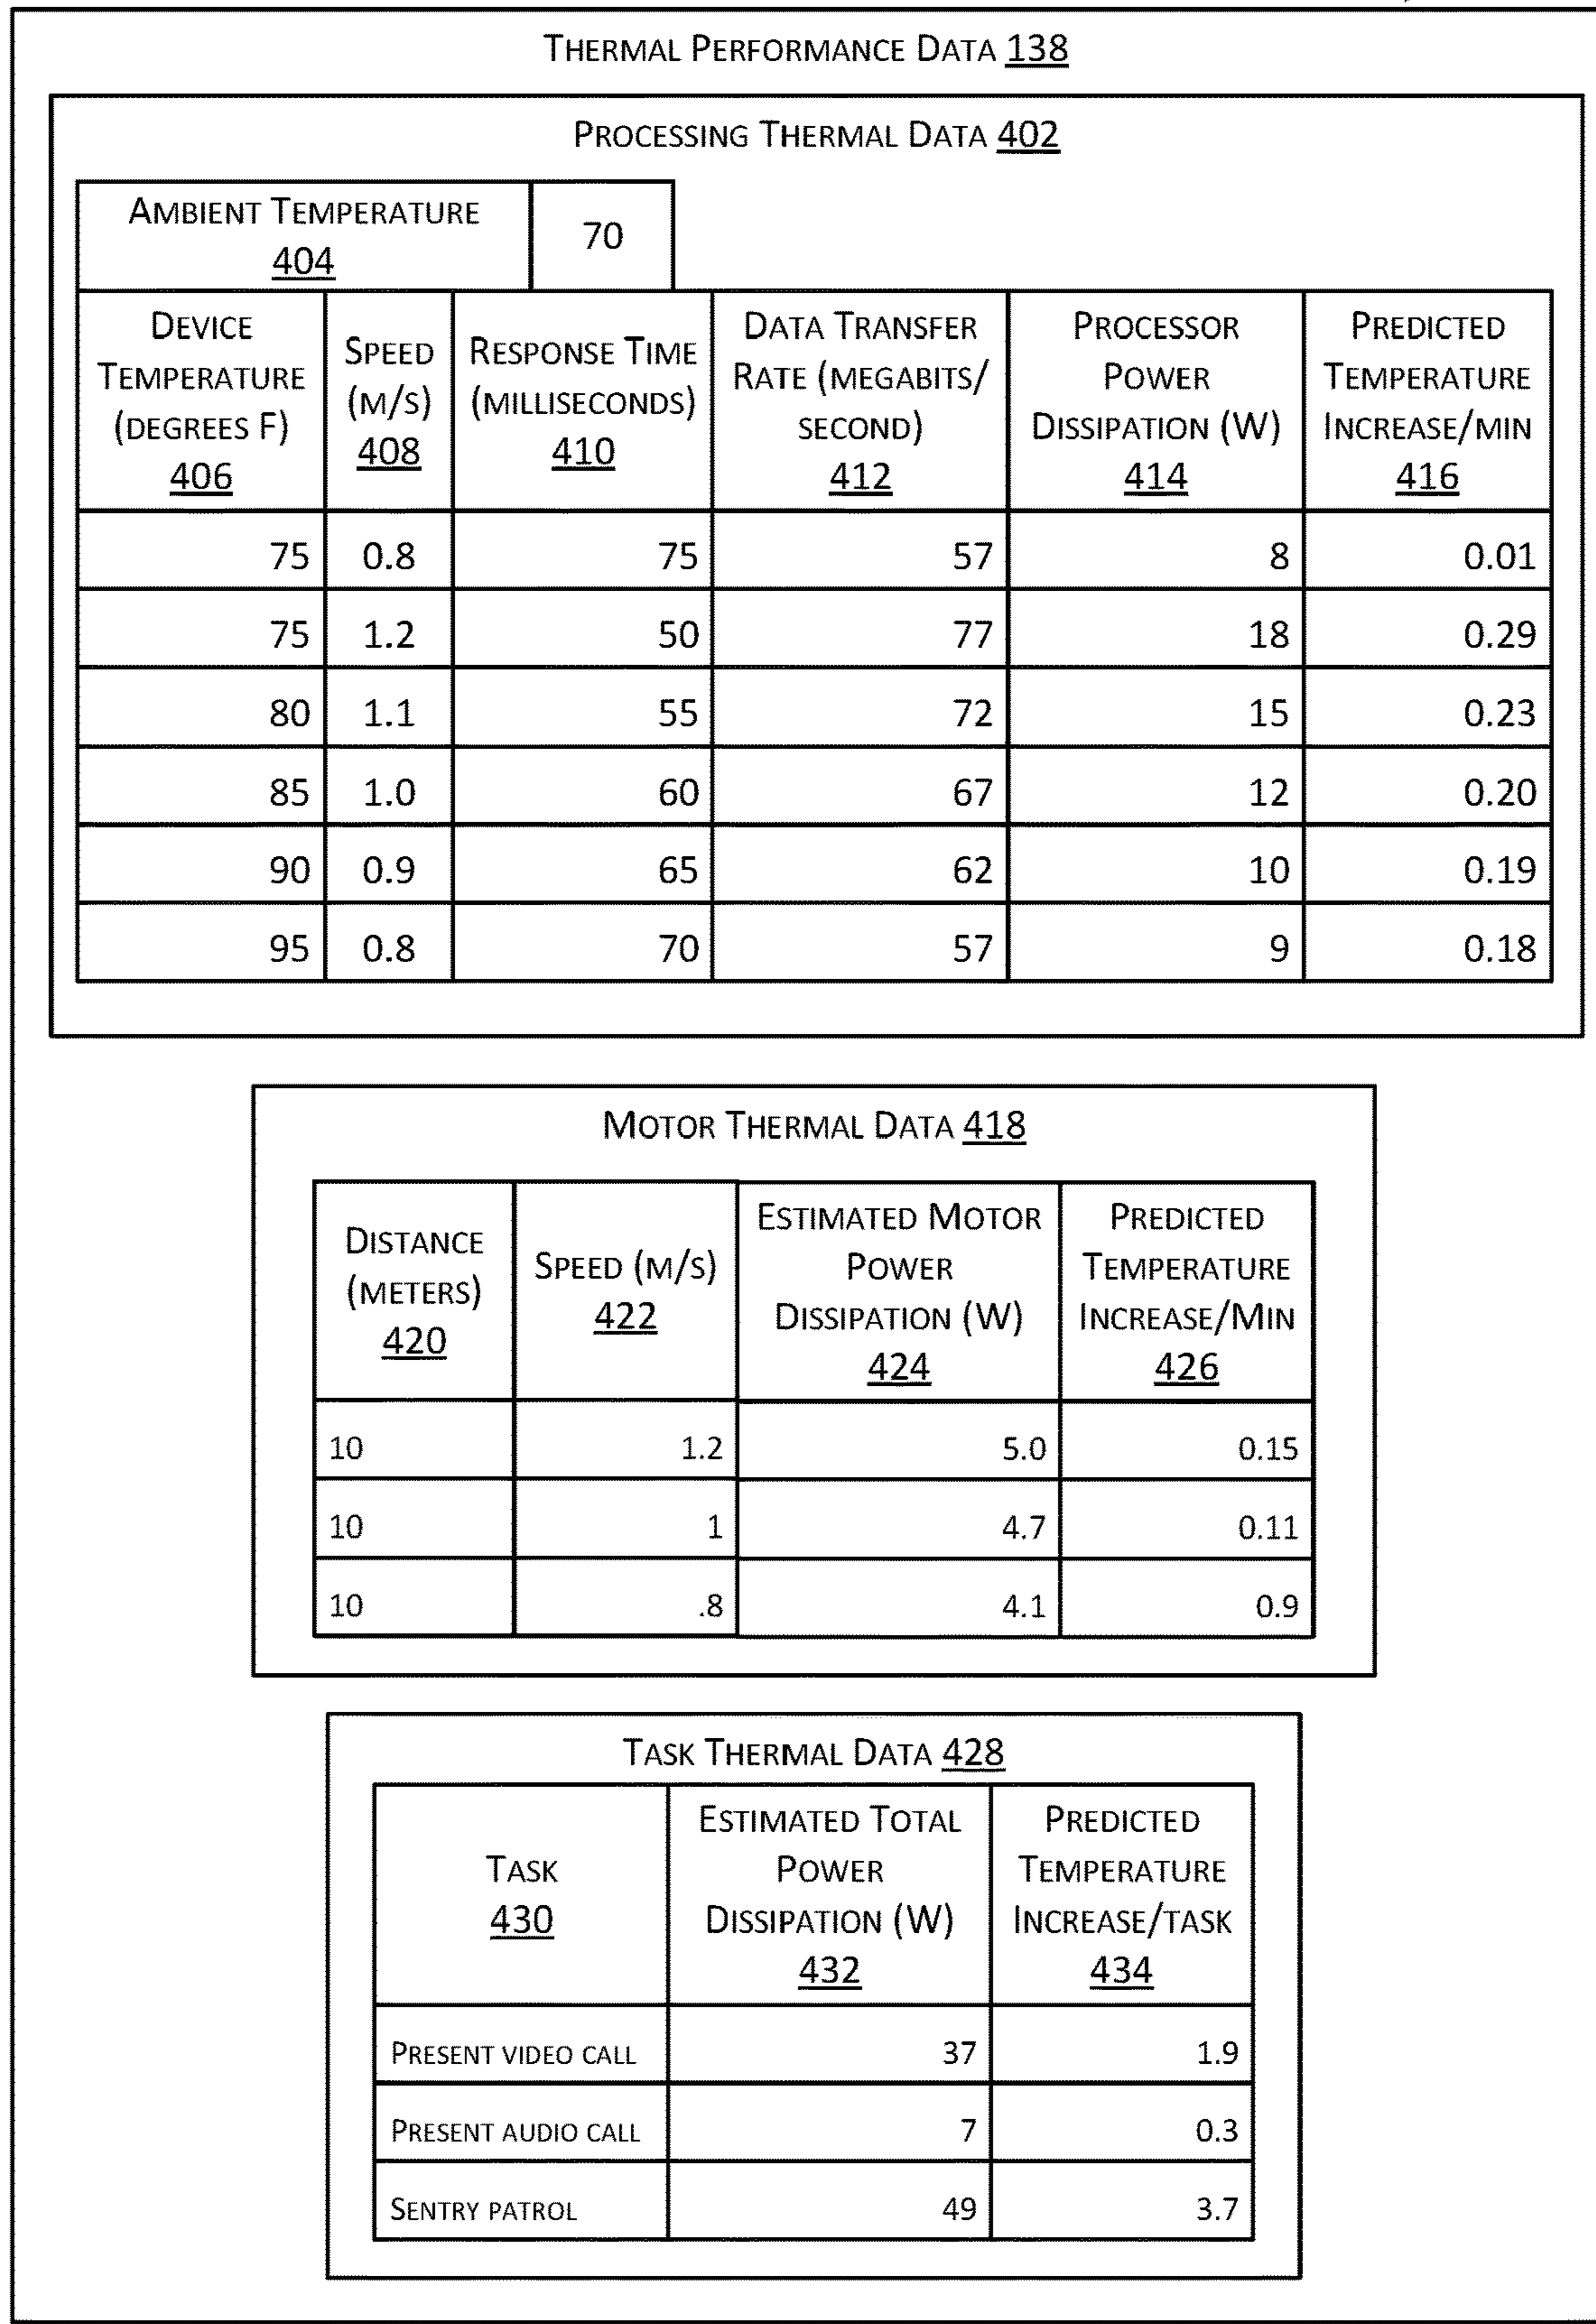 THERMAL PERFORMANCE DATA 138
PROCESSING THERMAL DATA 402
AMBIENT TEMPERATURE
404
70
DEVICE
TEMPERATURE
(DEGREES F)
406
SPEED
(M/S)
408
RESPONSE TIME
(MILLISECONDS)
410
DATA TRANSFER
RATE (MEGABITS/
SECOND)
412
PROCESSOR
POWER
DISSIPATION (W)
414
PREDICTED
TEMPERATURE
INCREASE/MIN
416
75 0.8 75 57 8 0.01
75 1.2 50 77 18 0.29
80 1.1 55 72 15 0.23
85 1.0 60 67 12 0.20
90 0.9 65 62 10 0.19
95 0.8 70 57 9 0.18
MOTOR THERMAL DATA 418
DISTANCE
(METERS)
420
SPEED (M/S)
422
ESTIMATED MOTOR
POWER
DISSIPATION (W)
424
PREDICTED
TEMPERATURE
INCREASE/MIN
426
10 1.2 5.0 0.15
10 1 4.7 0.11
10 .8 4.1 0.9
TASK THERMAL DATA 428
TASK
430
ESTIMATED TOTAL
POWER
DISSIPATION (W)
432
PREDICTED
TEMPERATURE
INCREASE/TASK
434
PRESENT VIDEO CALL 37 1.9
PRESENT AUDIO CALL 7 0.3
SENTRY PATROL 49 3.7